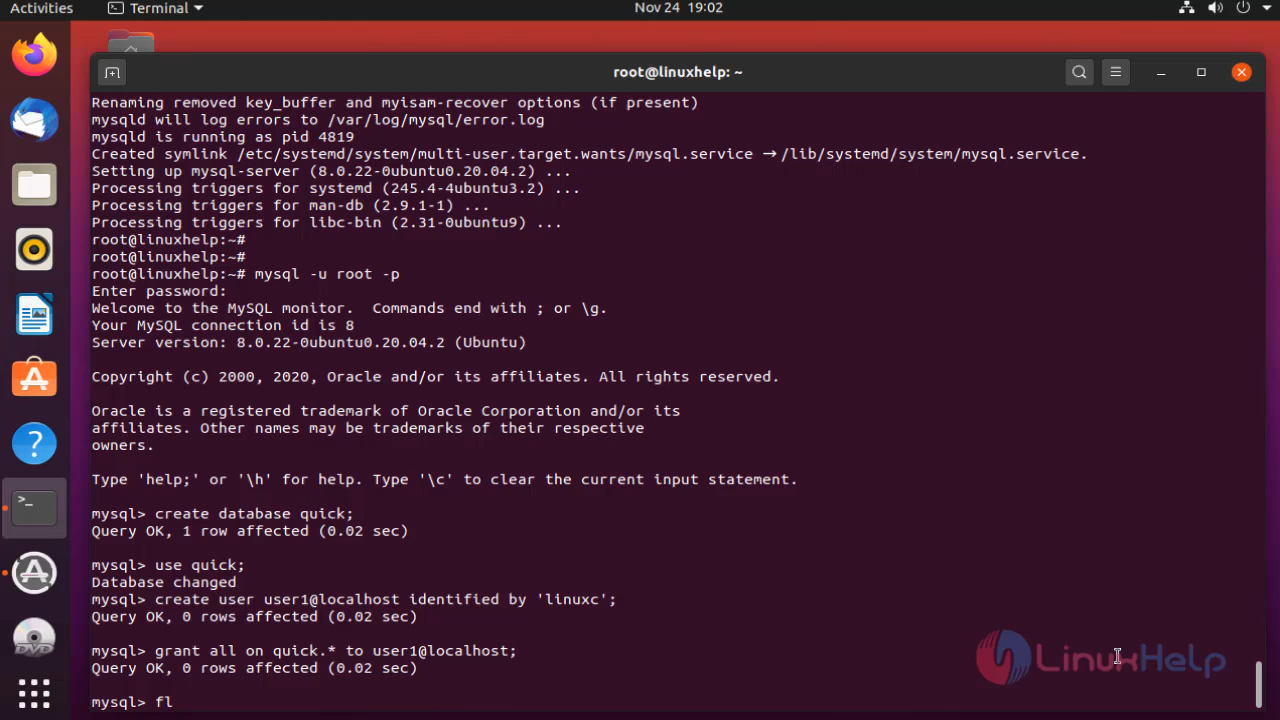 Activities
Terminal
Nov 24 19:02
root@linuxhelp: ~
Renaming removed key_buffer and myisam-recover options (if present)
mysqld will log errors to /var/log/mysql/error.log
mysqld is running as pid 4819
Created symlink /etc/systemd/system/multi-user.target.wants/mysql.service → /lib/systemd/system/mysql.service.
Setting up mysql-server (8.0.22-0ubuntu0.20.04.2) ...
Processing triggers for systemd (245.4-4ubuntu3.2) ...
Processing triggers for man-db (2.9.1-1) ...
Processing triggers for libc-bin (2.31-0ubuntu9) ...
root@linuxhelp:~#
root@linuxhelp:~#
root@linuxhelp:~# mysql -u root -p
Enter password:
Welcome to the MySQL monitor.  Commands end with ; or \g.
Your MySQL connection id is 8
Server version: 8.0.22-0ubuntu0.20.04.2 (Ubuntu)
Copyright (c) 2000, 2020, Oracle and/or its affiliates. All rights reserved.
Oracle is a registered trademark of Oracle Corporation and/or its
affiliates. Other names may be trademarks of their respective
owners.
Type 'help;' or '\h' for help. Type '\c' to clear the current input statement.
mysql> create database quick;
Query OK, 1 row affected (0.02 sec)
mysql> use quick;
Database changed
mysql> create user user1@localhost identified by 'linuxc';
Query OK, 0 rows affected (0.02 sec)
mysql> grant all on quick.* to user1@localhost;
Query OK, 0 rows affected (0.02 sec)
mysql> fl
LinuxHelp
DVD